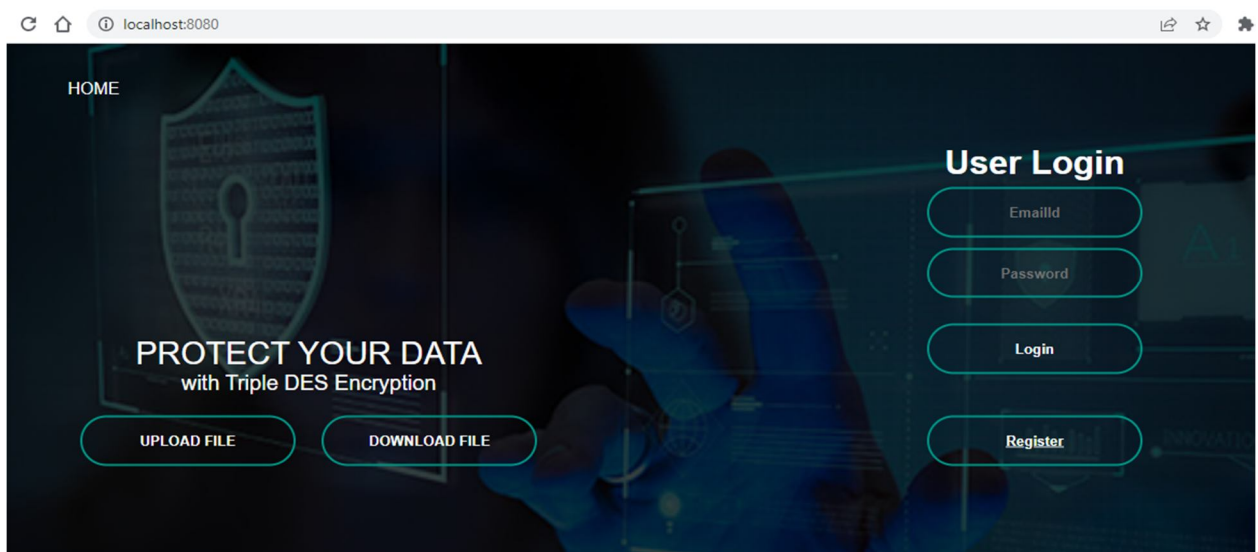 localhost:8080
HOME
User Login
EmailId
Password
Login
Register
PROTECT YOUR DATA
with Triple DES Encryption
UPLOAD FILE
DOWNLOAD FILE
A1